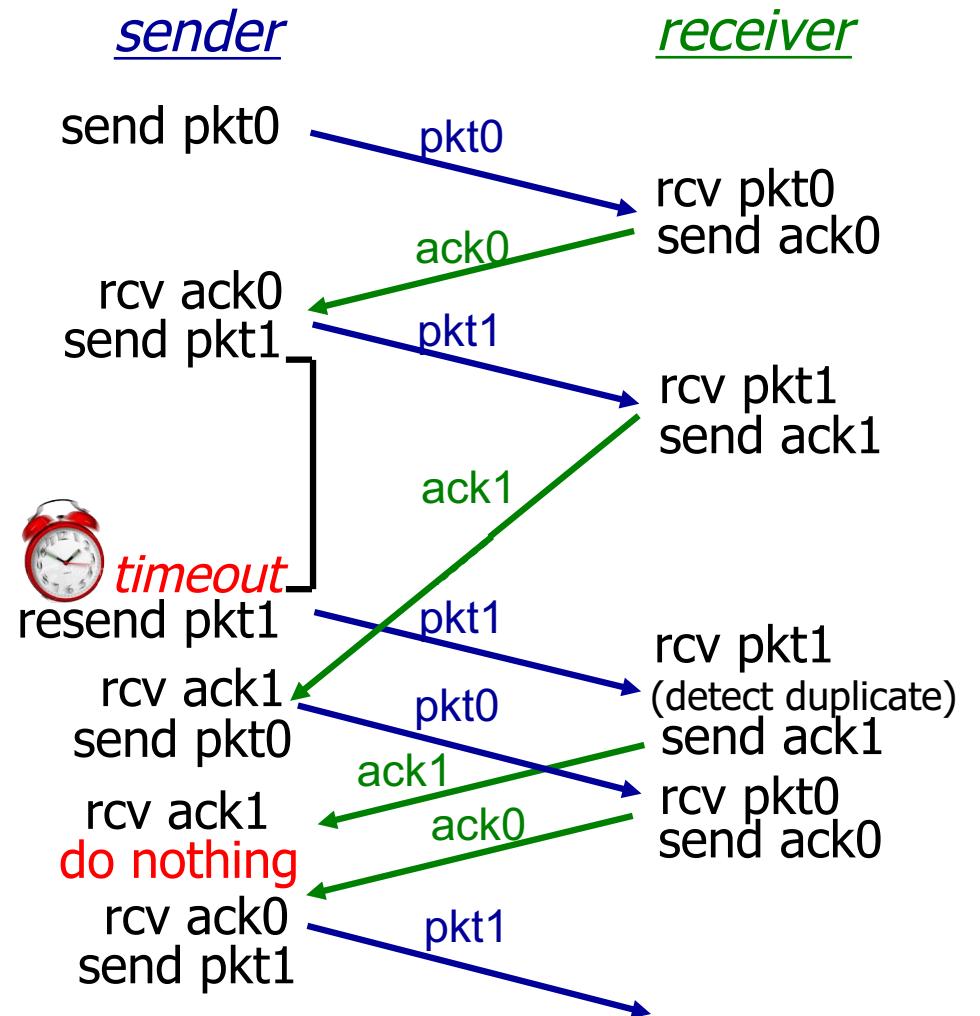 sender receiver
send pkt0
pkt0
rcv pkt0
send ack0
ack0
rcv ack0
send pkt1
pkt1
rcv pkt1
send ack1
ack1
timeout
resend pkt1
pkt1
rcv pkt1
(detect duplicate)
send ack1
rcv ack1
send pkt0
pkt0
ack1
rcv pkt0
send ack0
rcv ack1
do nothing
ack0
rcv ack0
send pkt1
pkt1